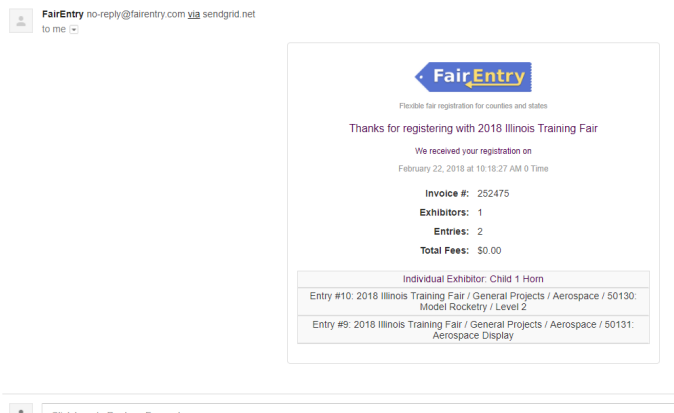 FairEntry no-reply@fairentry.com via sendgrid.net
to me
FairEntry
Flexible fair registration for counties and states
Thanks for registering with 2018 Illinois Training Fair
We received your registration on
February 22, 2018 at 10:18:27 AM 0 Time
Invoice #: 252475
Exhibitors: 1
Entries: 2
Total Fees: $0.00
Individual Exhibitor: Child 1 Horn
Entry #10: 2018 Illinois Training Fair / General Projects / Aerospace / 50130:
Model Rocketry / Level 2
Entry #9: 2018 Illinois Training Fair / General Projects / Aerospace / 50131:
Aerospace Display